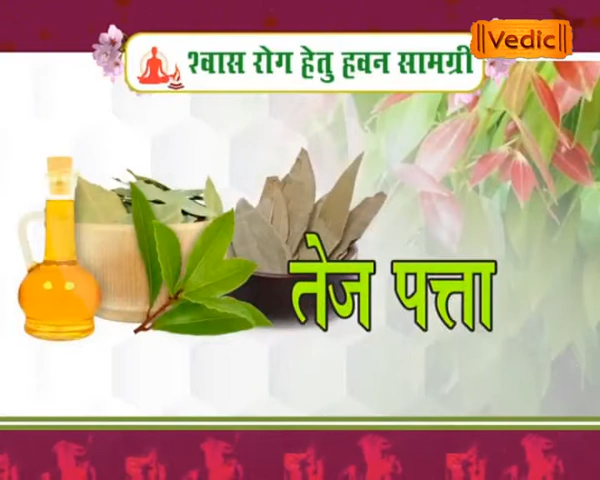 श्वास रोग हेतु हवन सामग्री
||Vedic||
तेज पत्ता